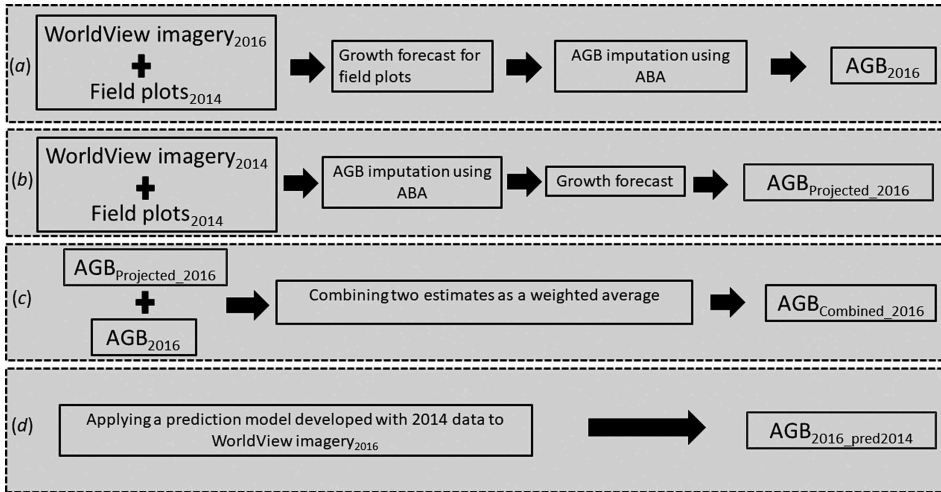 (a)
WorldView imagery2016
+
Field plots2014
Growth forecast for
field plots
AGB imputation using
ABA
AGB2016
(b)
WorldView imagery2014
+
Field plots2014
AGB imputation using
ABA
Growth forecast
AGBProjected_2016
(c)
AGBProjected_2016
+
AGB2016
Combining two estimates as a weighted average
AGBCombined_2016
(d)
Applying a prediction model developed with 2014 data to
WorldView imagery2016
AGB2016_pred2014